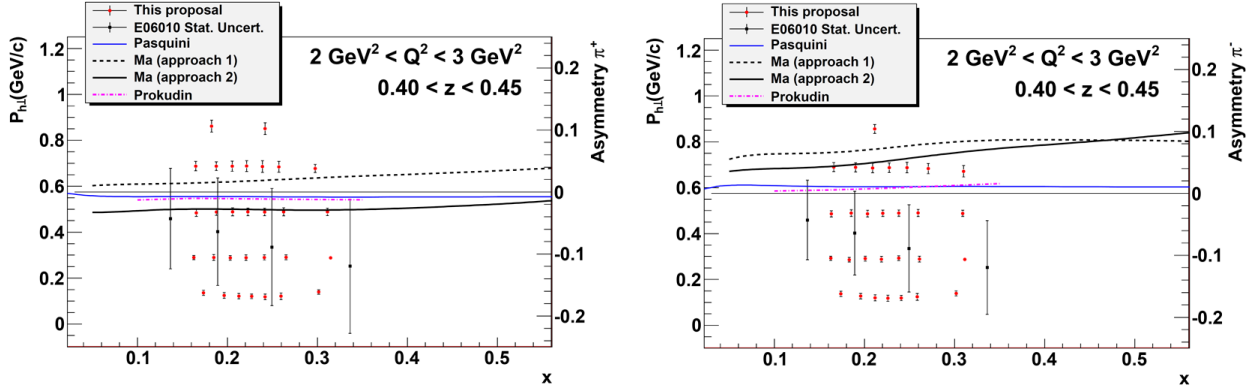 This proposal
E06010 Stat. Uncert.
Pasquini
Ma (approach 1)
Ma (approach 2)
Prokudin
2 GeV² < Q² < 3 GeV²
0.40 < z < 0.45
P_h⊥(GeV/c)
1.2
1
0.8
0.6
0.4
0.2
0
Asymmetry π⁺
0.2
0.1
0
-0.1
-0.2
0.1
0.2
0.3
0.4
0.5
x
This proposal
E06010 Stat. Uncert.
Pasquini
Ma (approach 1)
Ma (approach 2)
Prokudin
2 GeV² < Q² < 3 GeV²
0.40 < z < 0.45
P_h⊥(GeV/c)
1.2
1
0.8
0.6
0.4
0.2
0
Asymmetry π⁻
0.2
0.1
0
-0.1
-0.2
0.1
0.2
0.3
0.4
0.5
x